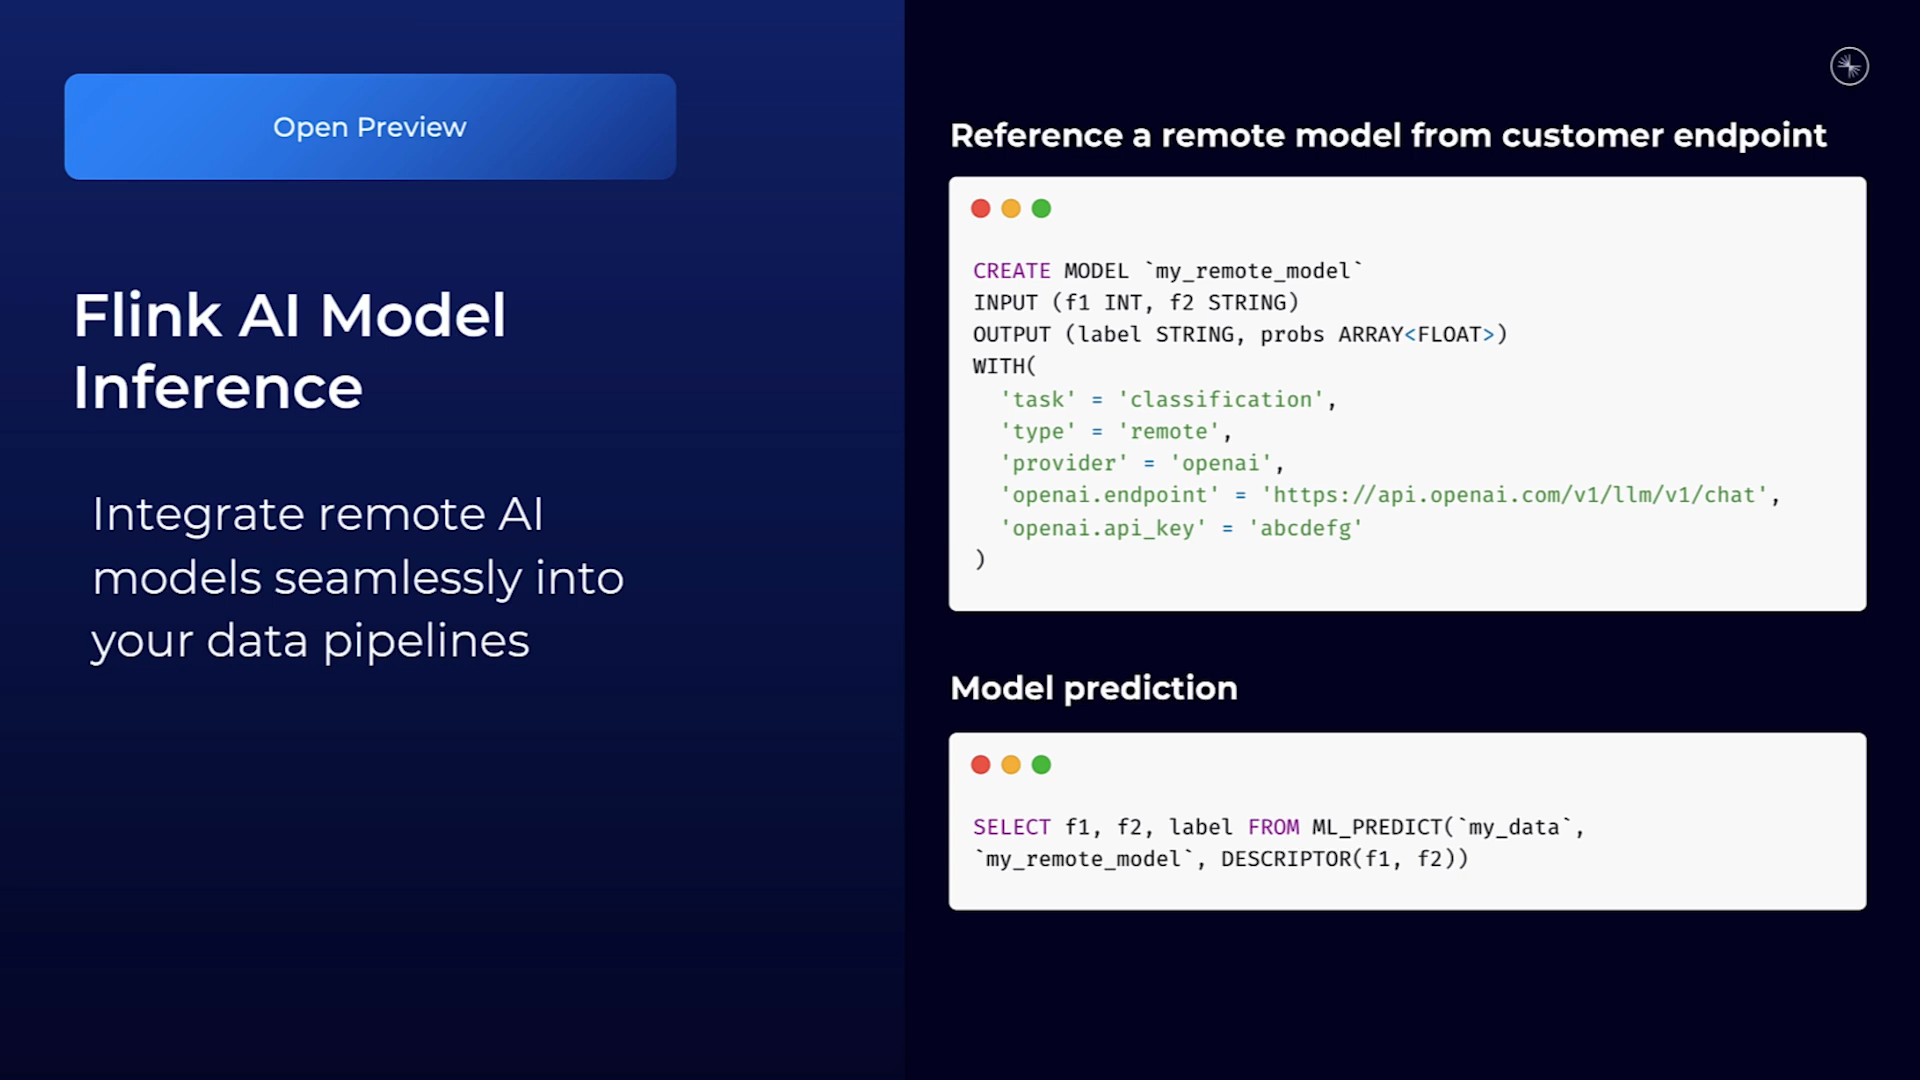 Open Preview
Flink AI Model
Inference
Integrate remote AI
models seamlessly into
your data pipelines
Reference a remote model from customer endpoint
CREATE MODEL `my_remote_model`
INPUT (f1 INT, f2 STRING)
OUTPUT (label STRING, probs ARRAY<FLOAT>)
WITH(
  'task' = 'classification',
  'type' = 'remote',
  'provider' = 'openai',
  'openai.endpoint' = 'https://api.openai.com/v1/llm/v1/chat',
  'openai.api_key' = 'abcdefg'
)
Model prediction
SELECT f1, f2, label FROM ML_PREDICT(`my_data`,
`my_remote_model`, DESCRIPTOR(f1, f2))